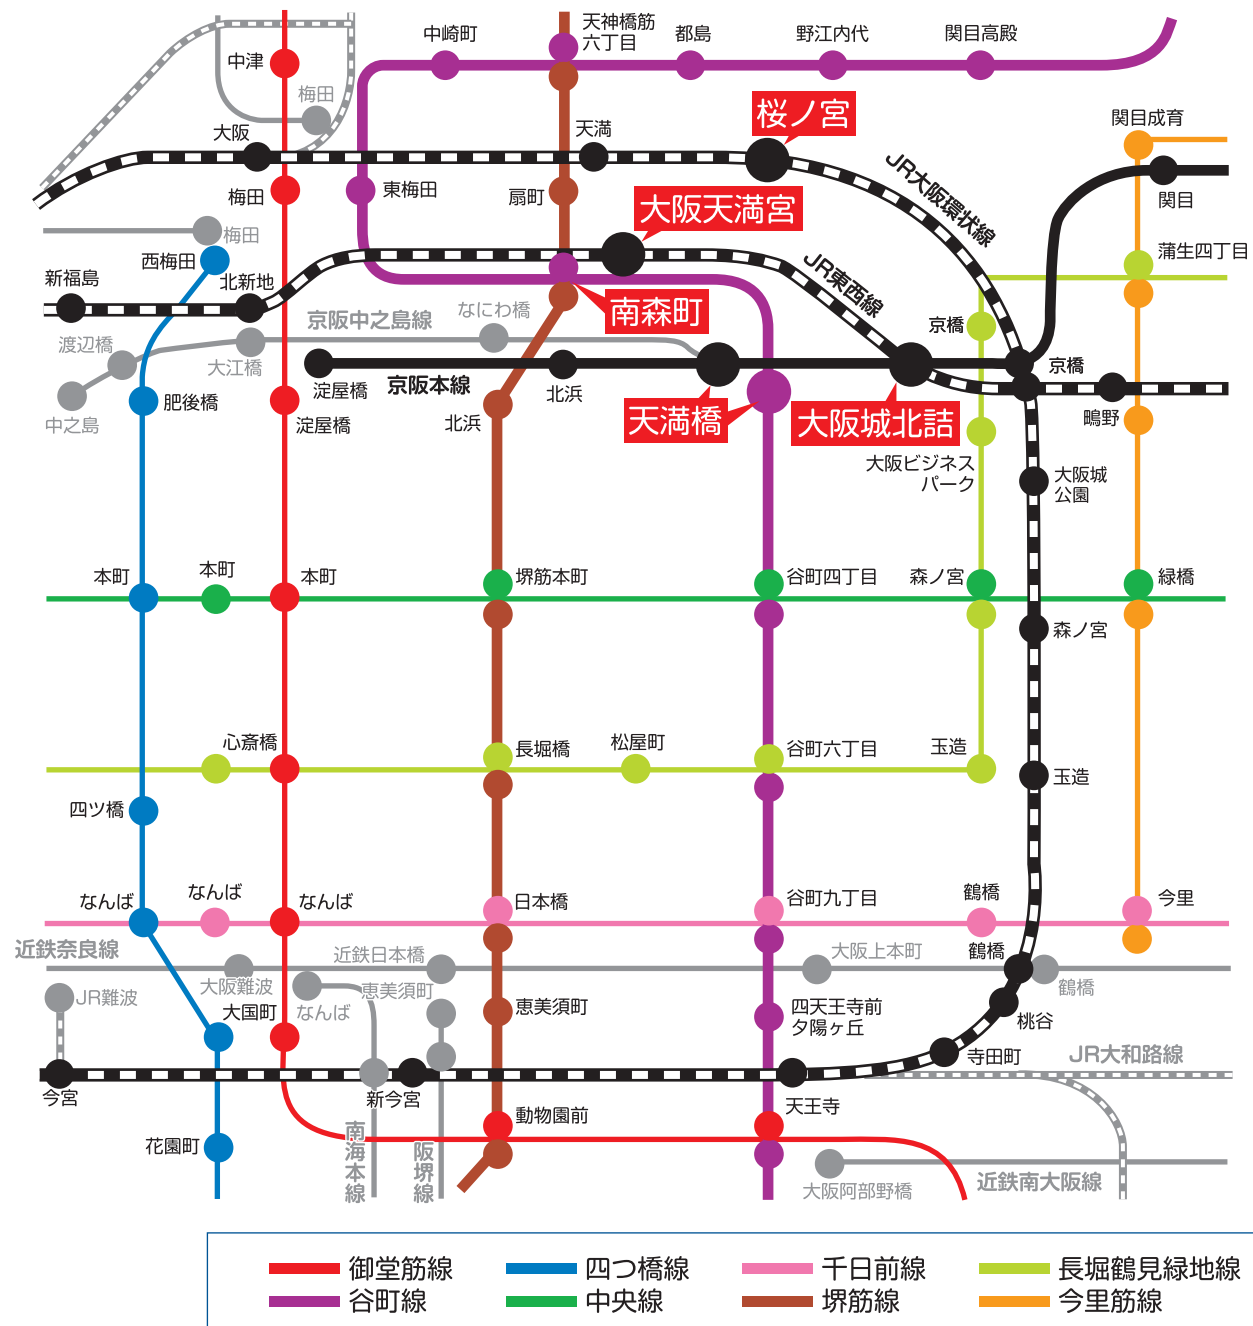 中崎町
天神橋筋
六丁目
都島
野江内代
関目高殿
中津
梅田
桜ノ宮
関目成育
大阪
天満
JR大阪環状線
関目
梅田
東梅田
扇町
大阪天満宮
梅田
西梅田
蒲生四丁目
新福島
北新地
JR東西線
南森町
京阪中之島線
なにわ橋
京橋
渡辺橋
大江橋
京橋
淀屋橋
京阪本線
北浜
中之島
肥後橋
淀屋橋
北浜
天満橋
大阪城北詰
鴫野
大阪ビジネス
パーク
大阪城
公園
本町
本町
本町
堺筋本町
谷町四丁目
森ノ宮
緑橋
森ノ宮
心斎橋
長堀橋
松屋町
谷町六丁目
玉造
玉造
四ツ橋
なんば
なんば
なんば
日本橋
谷町九丁目
鶴橋
今里
近鉄奈良線
近鉄日本橋
大阪上本町
鶴橋
JR難波
大阪難波
恵美須町
鶴橋
大国町
なんば
恵美須町
四天王寺前
夕陽ヶ丘
桃谷
寺田町
JR大和路線
今宮
新今宮
天王寺
動物園前
花園町
南海本線
阪堺線
大阪阿部野橋
近鉄南大阪線
御堂筋線
四つ橋線
千日前線
長堀鶴見緑地線
谷町線
中央線
堺筋線
今里筋線